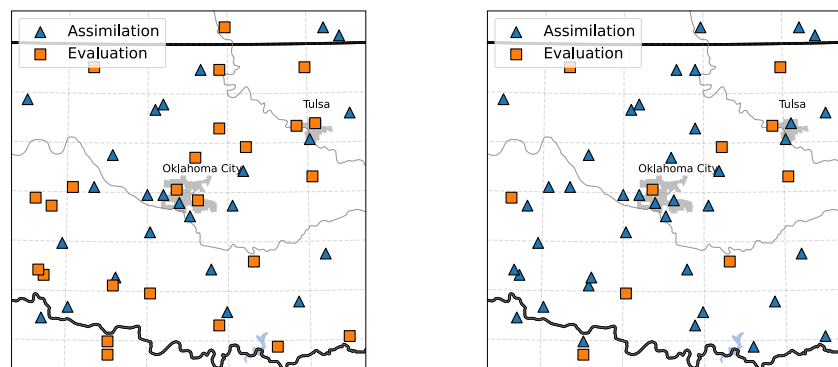 Assimilation
Evaluation
Tulsa
Oklahoma City
Assimilation
Evaluation
Tulsa
Oklahoma City